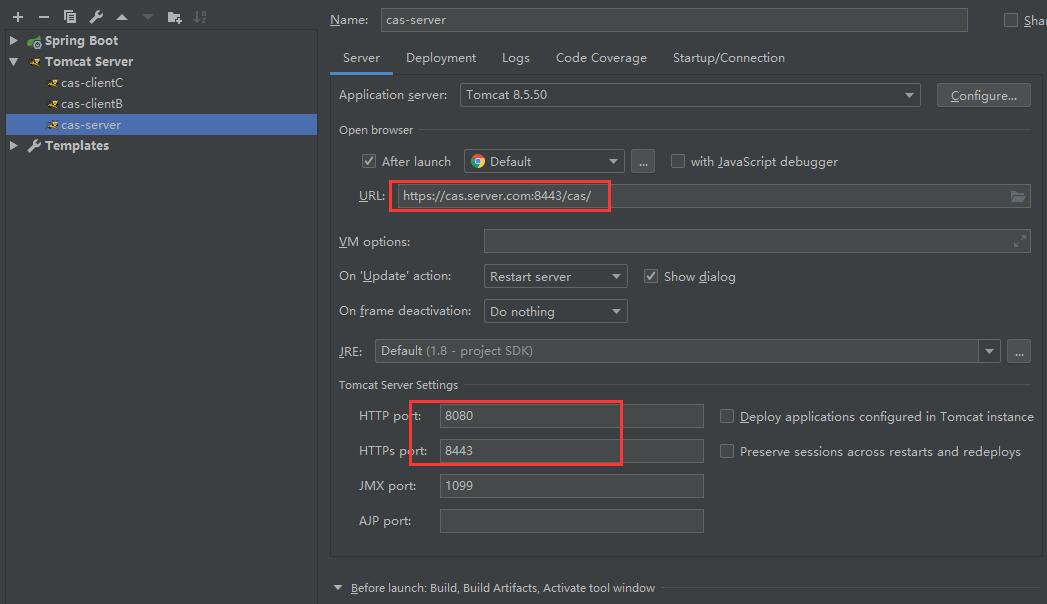 Name: cas-server
Shar
Spring Boot
Tomcat Server
cas-clientC
cas-clientB
cas-server
Templates
Server Deployment Logs Code Coverage Startup/Connection
Application server: Tomcat 8.5.50 Configure...
Open browser
After launch Default ... with JavaScript debugger
URL: https://cas.server.com:8443/cas/
VM options:
On 'Update' action: Restart server Show dialog
On frame deactivation: Do nothing
JRE: Default (1.8 - project SDK) ...
Tomcat Server Settings
HTTP port: 8080 Deploy applications configured in Tomcat instance
HTTPs port: 8443 Preserve sessions across restarts and redeploys
JMX port: 1099
AJP port:
Before launch: Build, Build Artifacts, Activate tool window